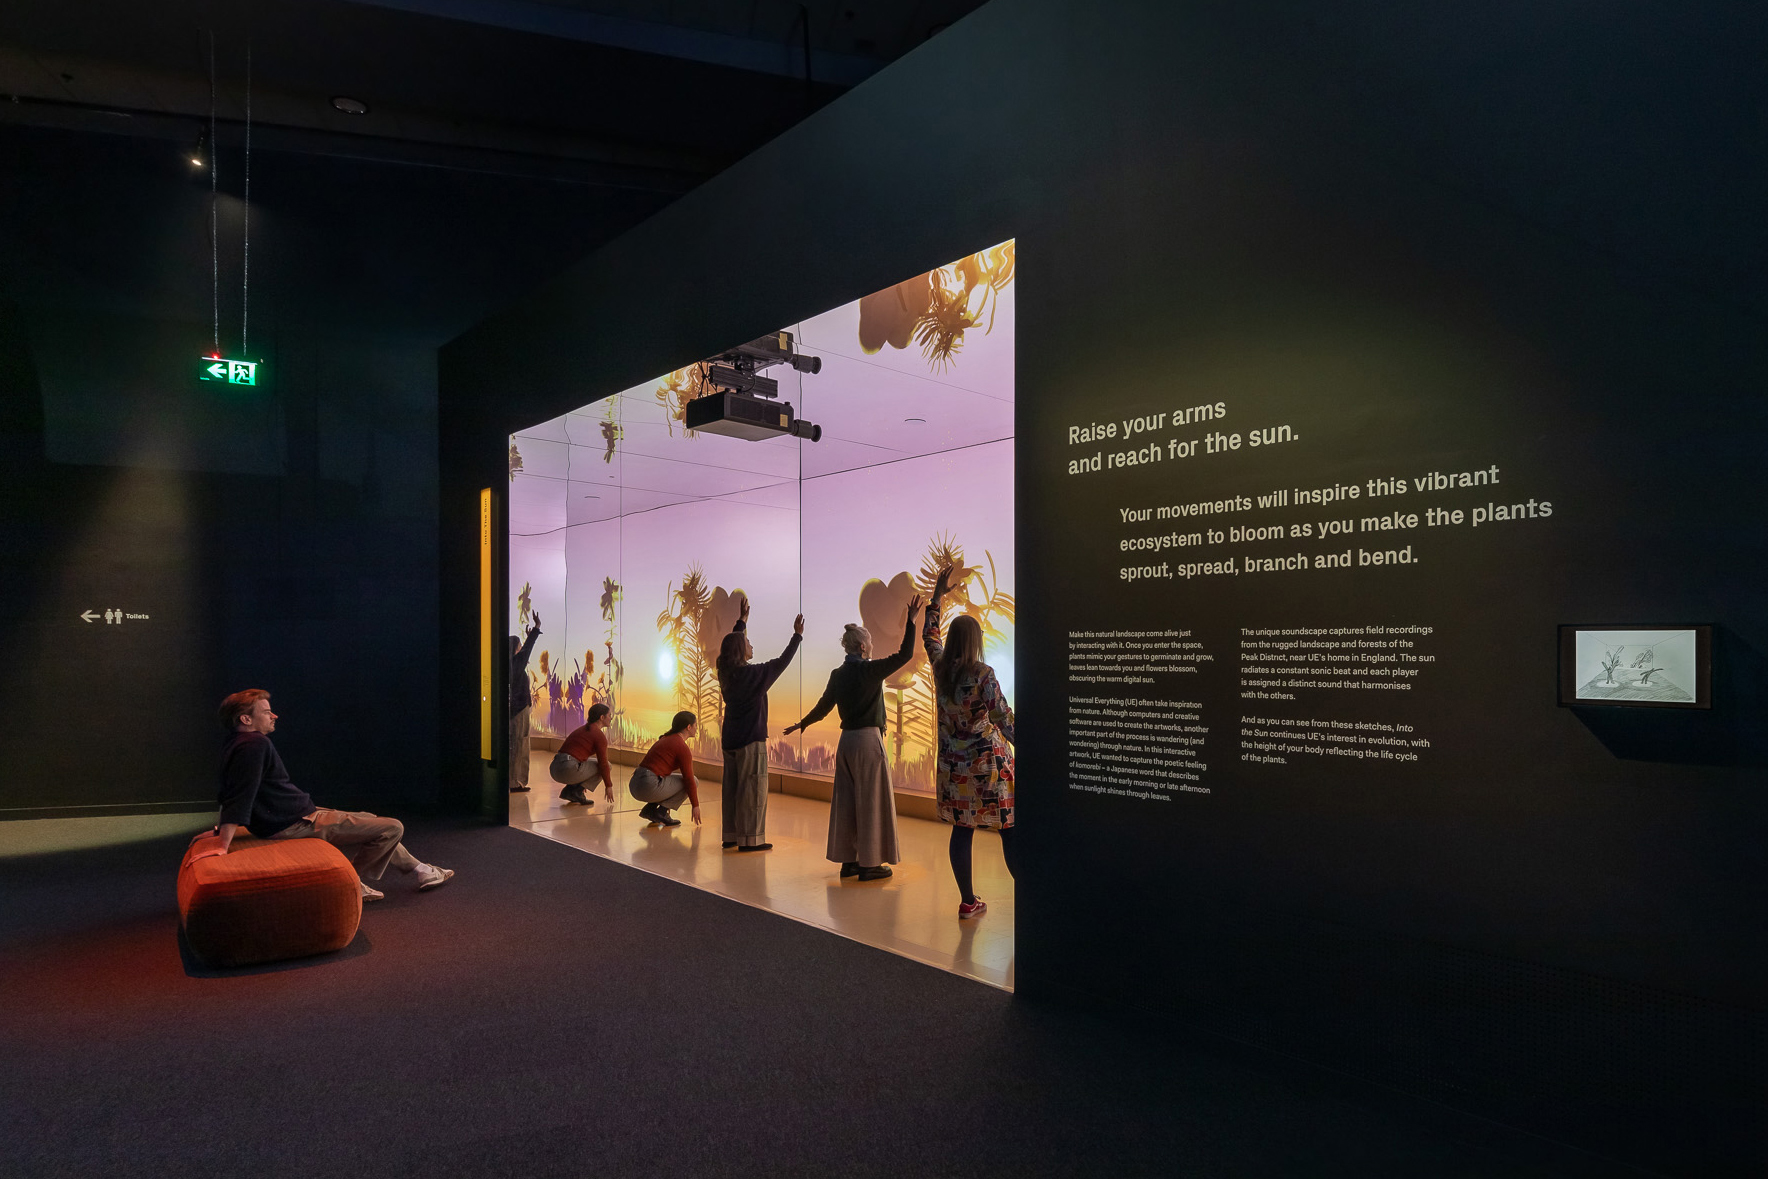 Raise your arms
and reach for the sun.
Your movements will inspire this vibrant
ecosystem to bloom as you make the plants
sprout, spread, branch and bend.
Make this natural landscape come alive just
by interacting with it. Once you enter the space,
plants mimic your gestures to germinate and grow,
leaves lean towards you and flowers blossom,
obscuring the warm digital sun.
Universal Everything (UE) often take inspiration
from nature. Although computers and creative
software are used to create the artworks, another
important part of the process is wandering (and
wondering) through nature. In this interactive
artwork, UE wanted to capture the poetic feeling
of komorebi – a Japanese word that describes
the moment in the early morning or late afternoon
when sunlight shines through leaves.
The unique soundscape captures field recordings
from the rugged landscape and forests of the
Peak District, near UE's home in England. The sun
radiates a constant sonic beat and each player
is assigned a distinct sound that harmonises
with the others.
And as you can see from these sketches, Into
the Sun continues UE's interest in evolution, with
the height of your body reflecting the life cycle
of the plants.
Into The Sun
Toilets